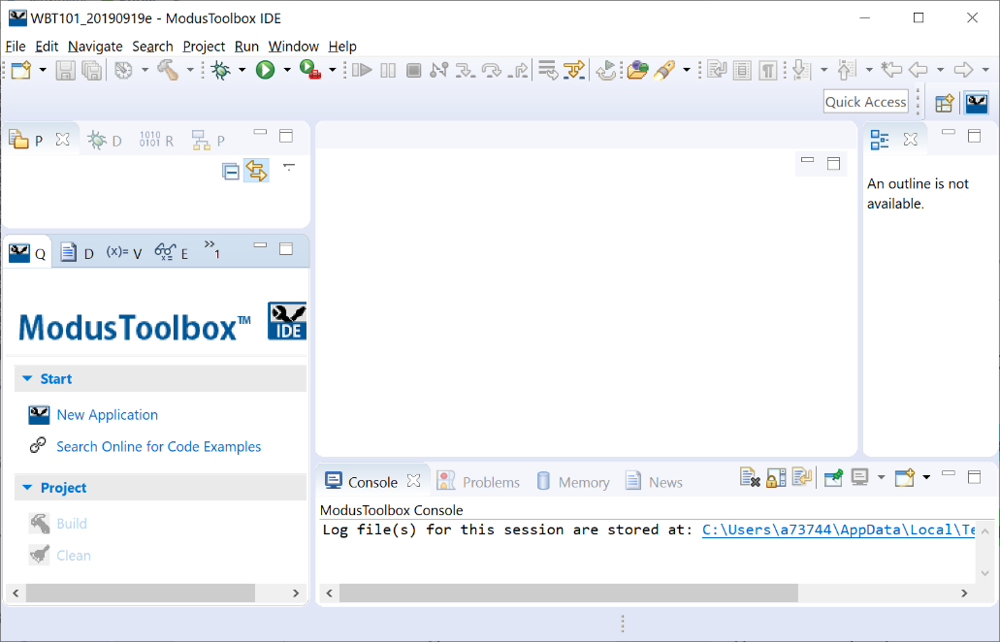 WBT101_20190919e - ModusToolbox IDE
File Edit Navigate Search Project Run Window Help
Quick Access
P D 1010 0101 R P
An outline is not
available.
Q D (x)= V E » 1
ModusToolbox™ IDE
Start
New Application
Search Online for Code Examples
Project
Build
Clean
Console Problems Memory News
ModusToolbox Console
Log file(s) for this session are stored at: C:\Users\a73744\AppData\Local\Te